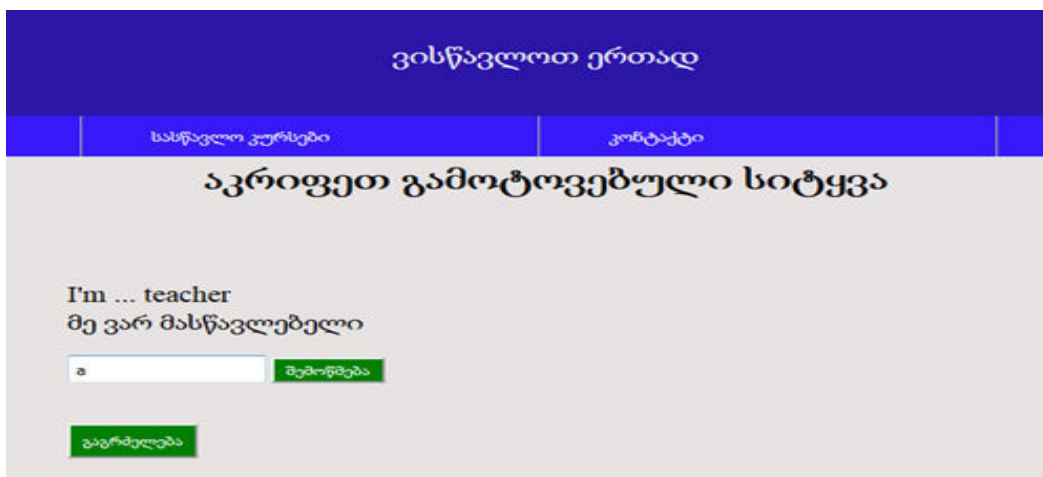 ვისწავლოთ ერთად
სასწავლო კურსები კონტაქტი
აკრიფეთ გამოტოვებული სიტყვა
I'm ... teacher
მე ვარ მასწავლებელი
a შემოწმება
გაგრძელება